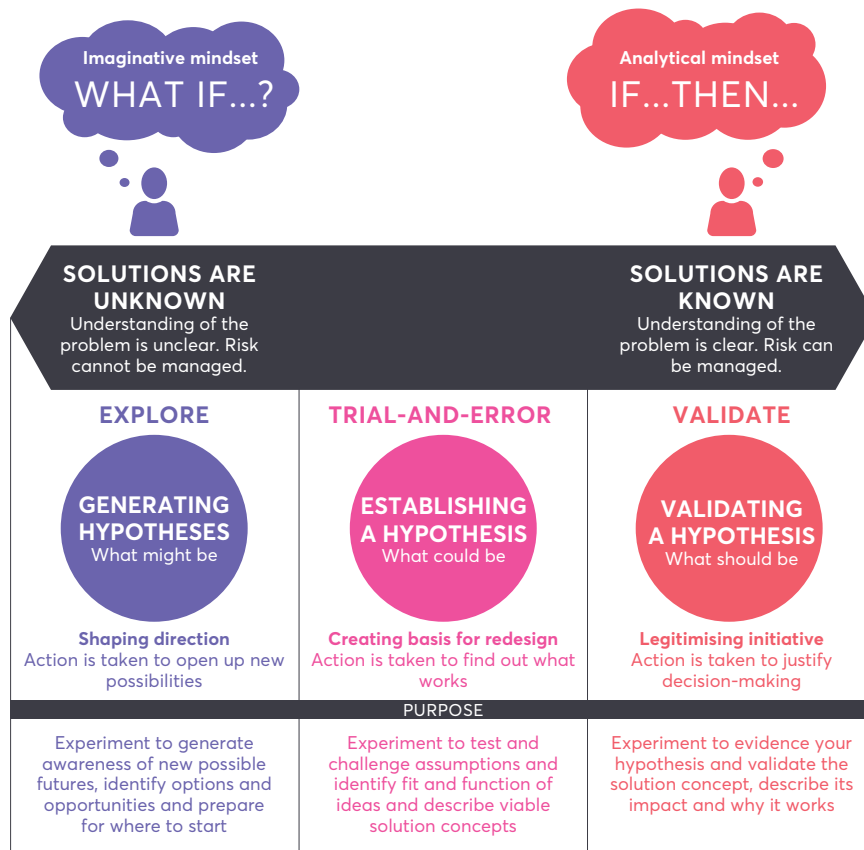 Imaginative mindset
WHAT IF...?
Analytical mindset
IF...THEN...
SOLUTIONS ARE
UNKNOWN
Understanding of the
problem is unclear. Risk
cannot be managed.
SOLUTIONS ARE
KNOWN
Understanding of the
problem is clear. Risk can
be managed.
EXPLORE
GENERATING
HYPOTHESES
What might be
Shaping direction
Action is taken to open up new
possibilities
TRIAL-AND-ERROR
ESTABLISHING
A HYPOTHESIS
What could be
Creating basis for redesign
Action is taken to find out what
works
VALIDATE
VALIDATING
A HYPOTHESIS
What should be
Legitimising initiative
Action is taken to justify
decision-making
PURPOSE
Experiment to generate
awareness of new possible
futures, identify options and
opportunities and prepare
for where to start
Experiment to test and
challenge assumptions and
identify fit and function of
ideas and describe viable
solution concepts
Experiment to evidence your
hypothesis and validate the
solution concept, describe its
impact and why it works